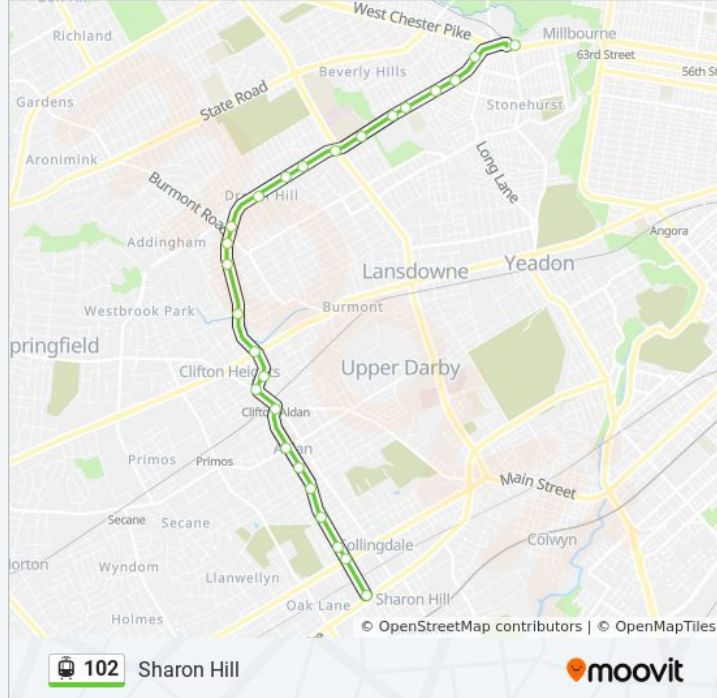 West Chester Pike
Millbourne
Richland
63rd Street
Beverly Hills
56th St
Gardens
State Road
Stonehurst
Aronimink
Long Lane
Burmont Road
Drexel Hill
Angora
Addingham
Lansdowne
Yeadon
Westbrook Park
Burmont
pringfield
Clifton Heights
Upper Darby
Clifton-Aldan
Aldan
Primos
Primos
Main Street
Secane
Secane
Collingdale
Colwyn
orton
Wyndom
Llanwellyn
Oak Lane
Sharon Hill
Holmes
© OpenStreetMap contributors | © OpenMapTiles
102 Sharon Hill
moovit